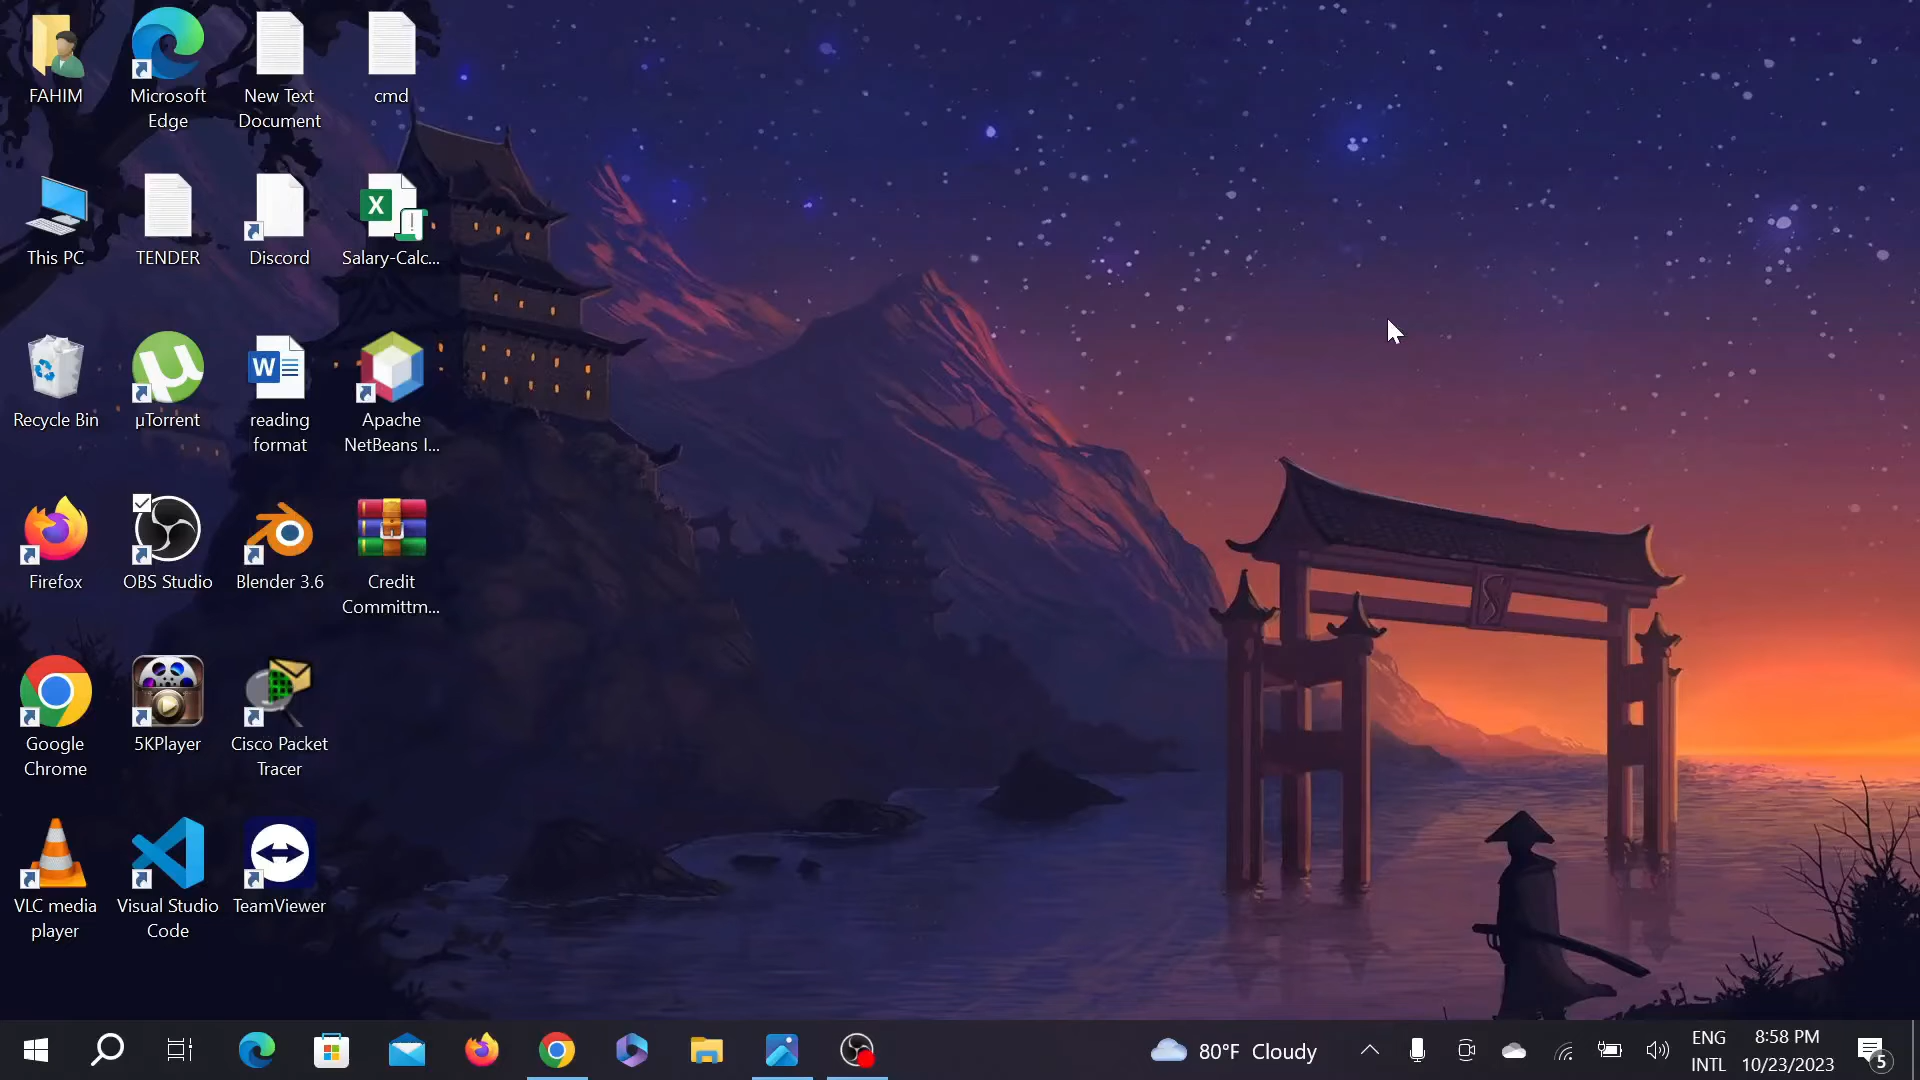 FAHIM
Microsoft
Edge
New Text
Document
cmd
This PC
TENDER
Discord
Salary-Calc...
Recycle Bin
µTorrent
reading
format
Apache
NetBeans I...
Firefox
OBS Studio
Blender 3.6
Credit
Committm...
Google
Chrome
5KPlayer
Cisco Packet
Tracer
VLC media
player
Visual Studio
Code
TeamViewer
80°F Cloudy
ENG
INTL
8:58 PM
10/23/2023
5